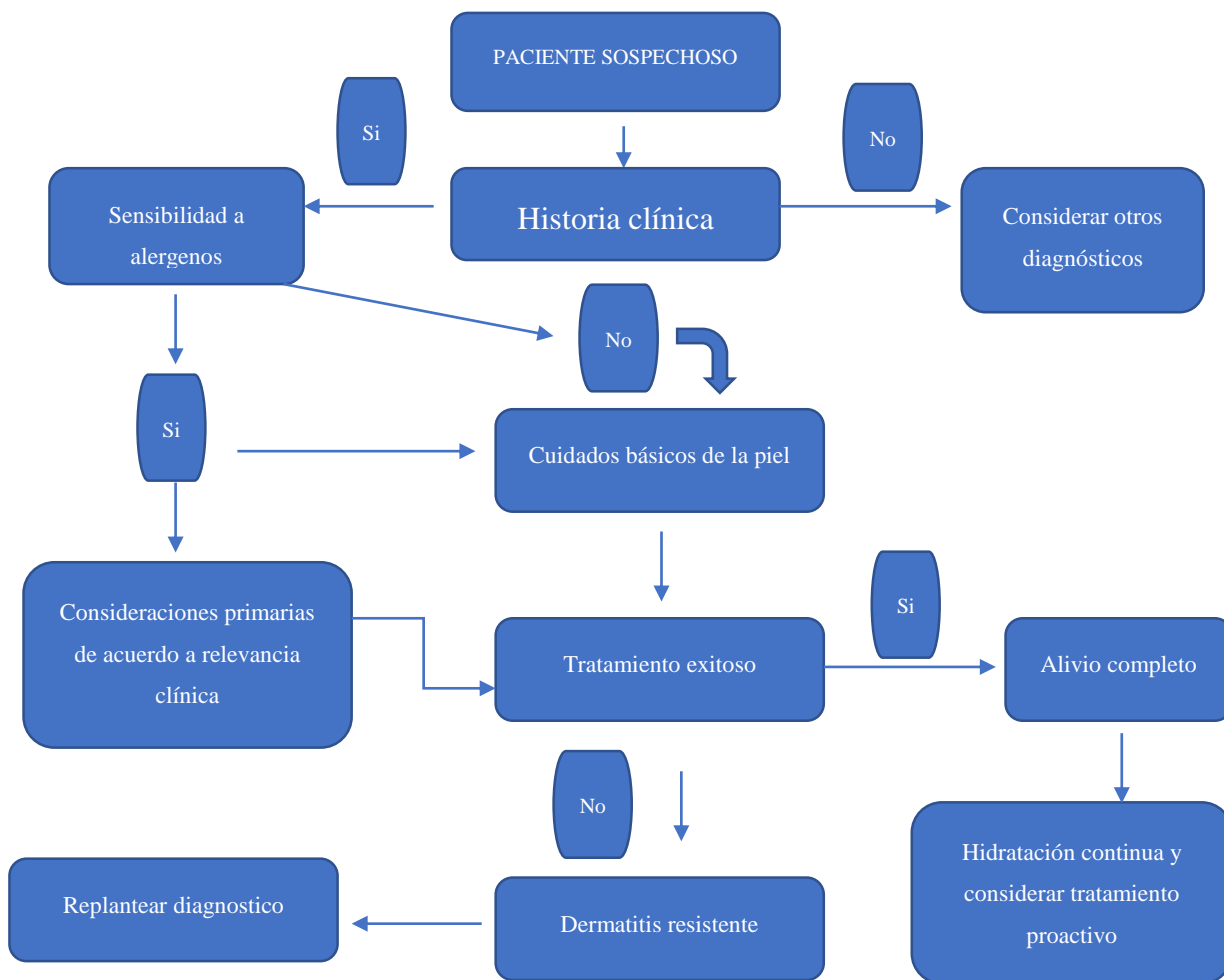 PACIENTE SOSPECHOSO
Si
No
Sensibilidad a
alergenos
Historia clínica
Considerar otros
diagnósticos
No
Si
Cuidados básicos de la piel
Consideraciones primarias
de acuerdo a relevancia
clínica
Tratamiento exitoso
Si
Alivio completo
No
Hidratación continua y
considerar tratamiento
proactivo
Replantear diagnostico
Dermatitis resistente